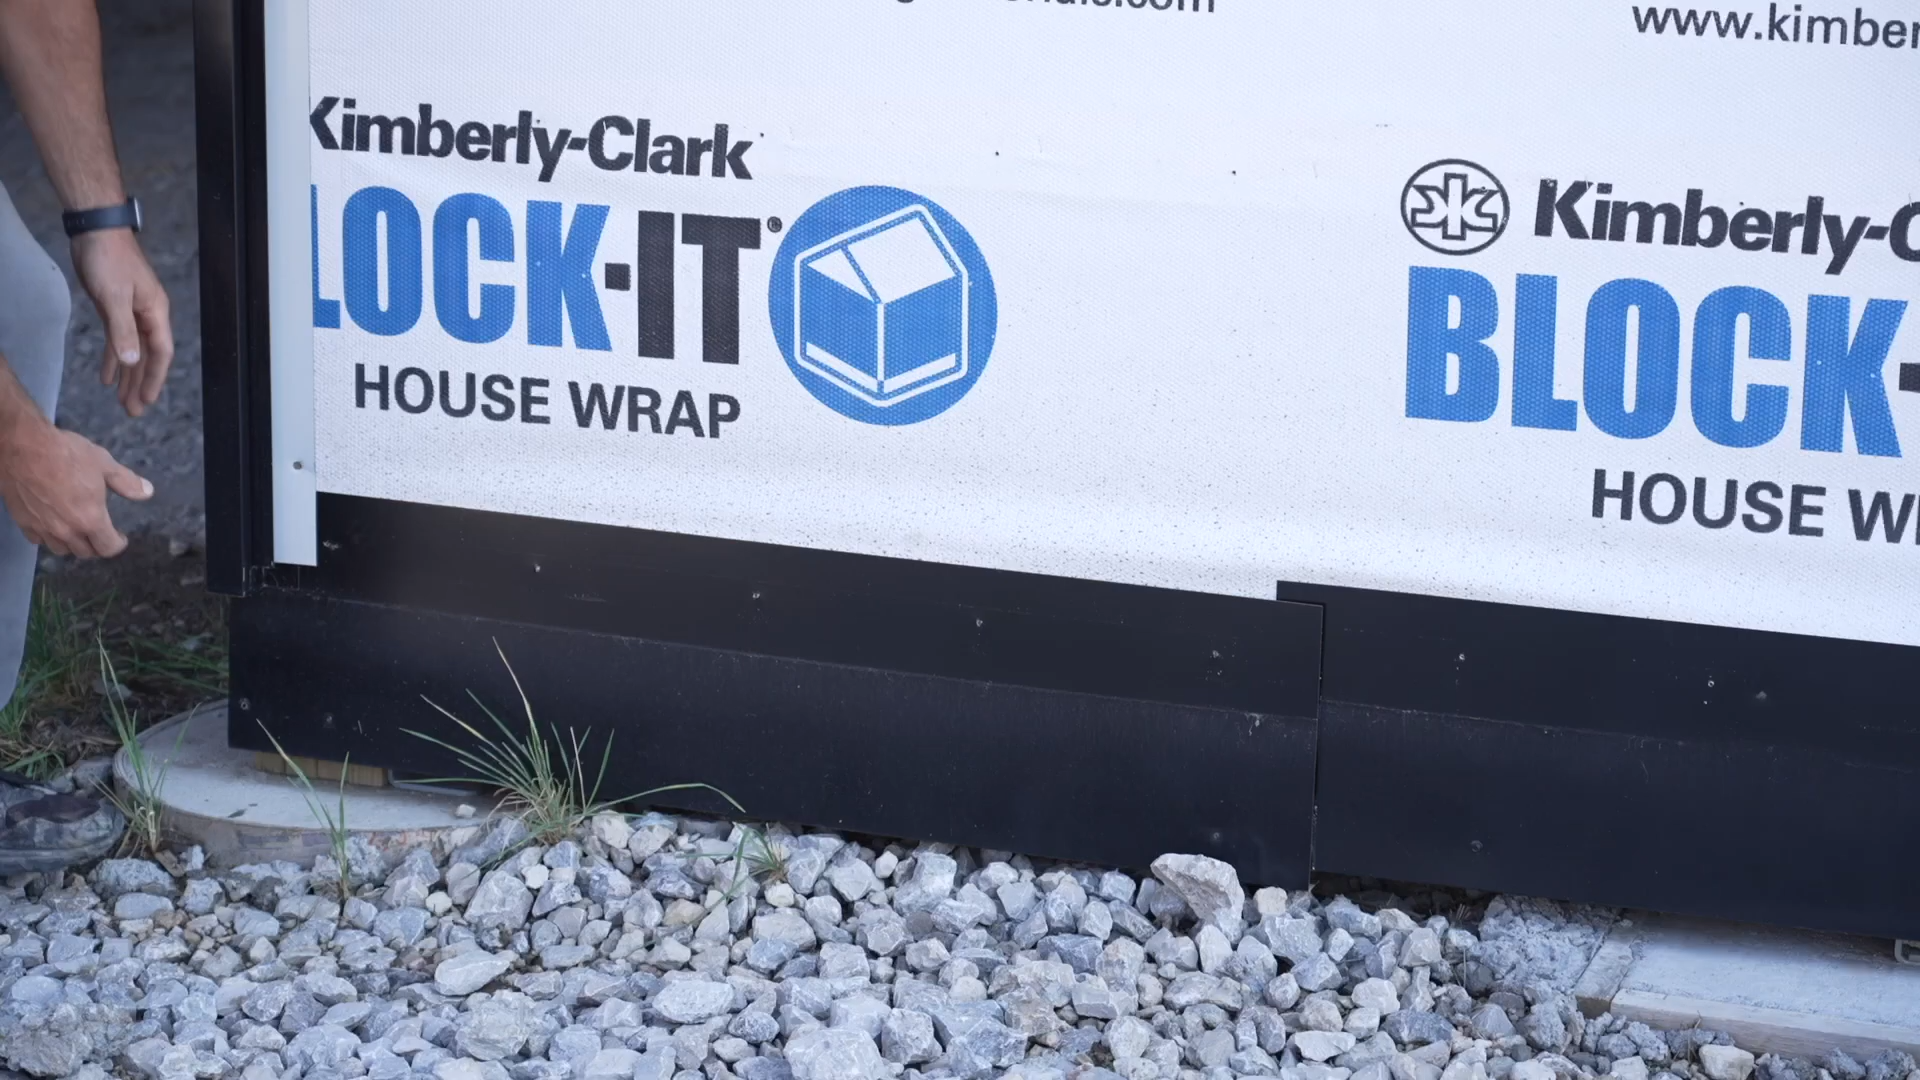 www.kimber
Kimberly-Clark
LOCK-IT®
HOUSE WRAP
Kimberly-C
BLOCK-
HOUSE W